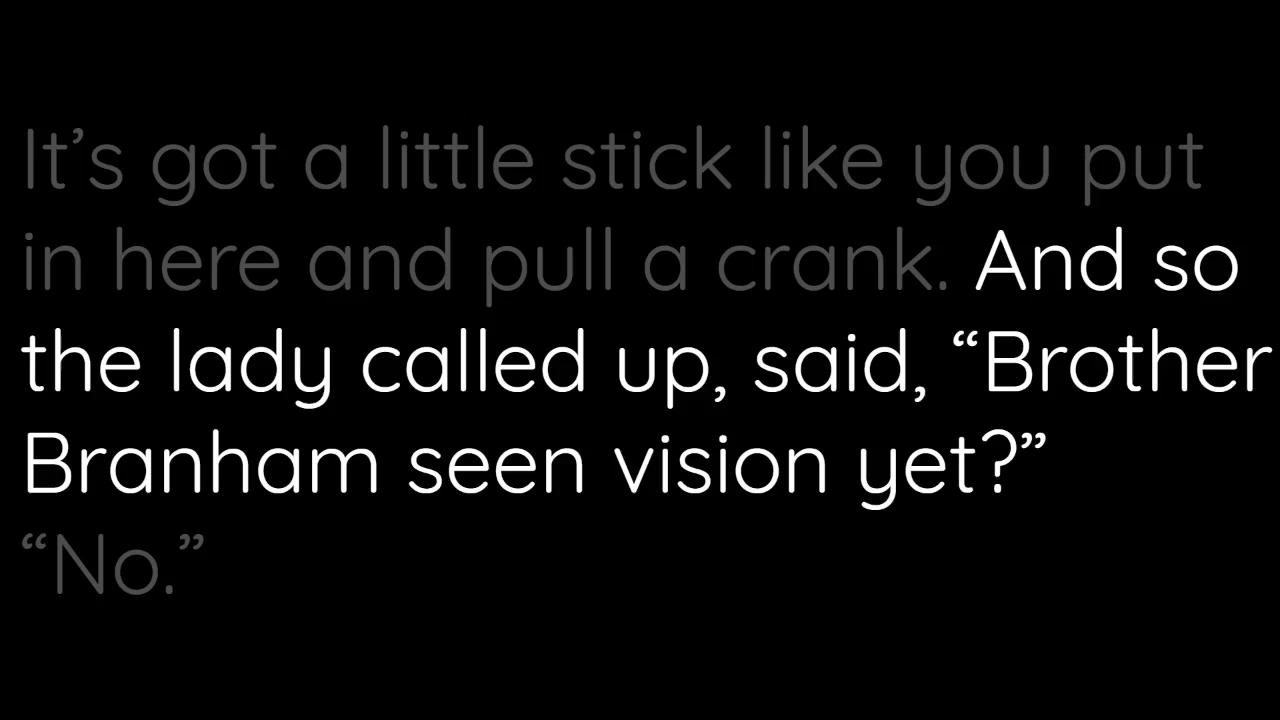 It’s got a little stick like you put
in here and pull a crank. And so
the lady called up, said, “Brother
Branham seen vision yet?”
“No.”